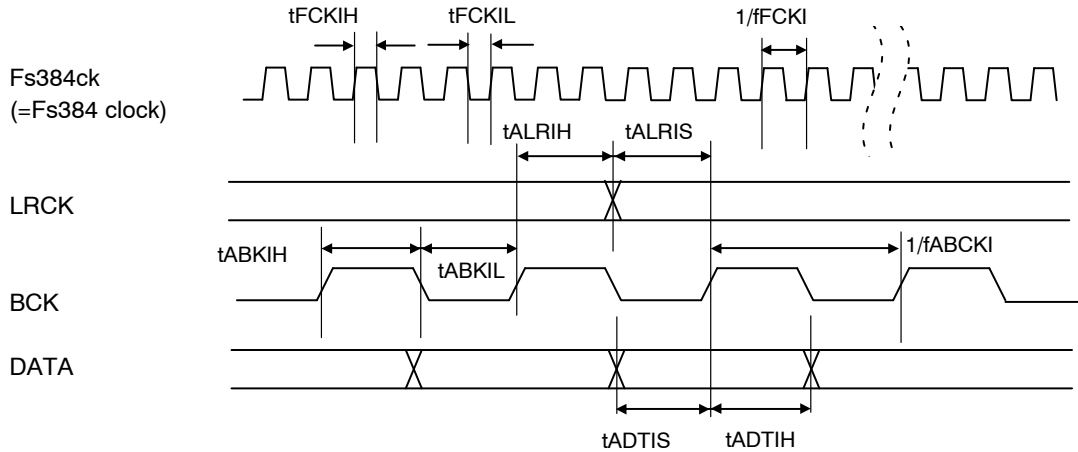 tFCKIH
tFCKIL
1/fFCKI
Fs384ck
(=Fs384 clock)
tALRIH
tALRIS
LRCK
tABKIH
tABKIL
1/fABCKI
BCK
DATA
tADTIS
tADTIH